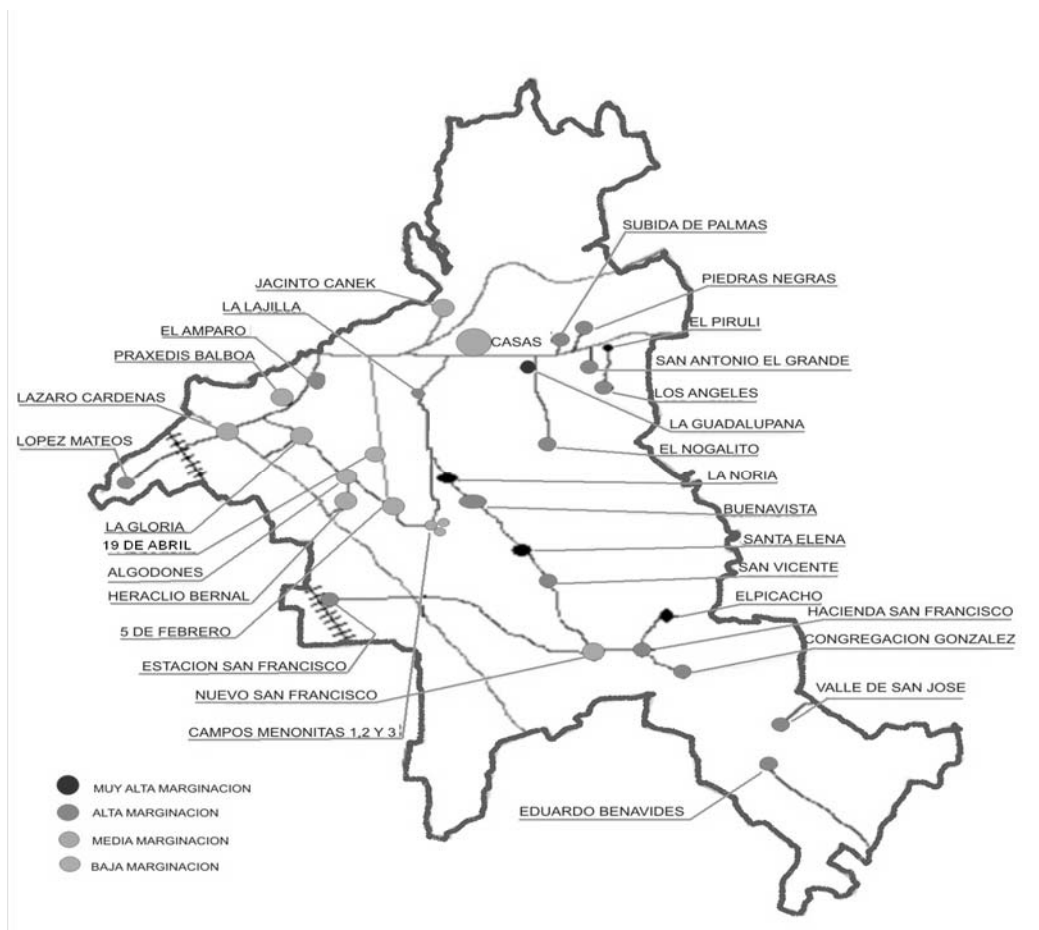 SUBIDA DE PALMAS
PIEDRAS NEGRAS
JACINTO CANEK
LA LAJILLA
EL PIRULI
EL AMPARO
CASAS
PRAXEDIS BALBOA
SAN ANTONIO EL GRANDE
LOS ANGELES
LAZARO CARDENAS
LA GUADALUPANA
LOPEZ MATEOS
EL NOGALITO
LA NORIA
BUENAVISTA
LA GLORIA
SANTA ELENA
19 DE ABRIL
SAN VICENTE
ALGODONES
ELPICACHO
HERACLIO BERNAL
HACIENDA SAN FRANCISCO
5 DE FEBRERO
CONGREGACION GONZALEZ
ESTACION SAN FRANCISCO
VALLE DE SAN JOSE
NUEVO SAN FRANCISCO
CAMPOS MENONITAS 1,2 Y 3
MUY ALTA MARGINACION
EDUARDO BENAVIDES
ALTA MARGINACION
MEDIA MARGINACION
BAJA MARGINACION